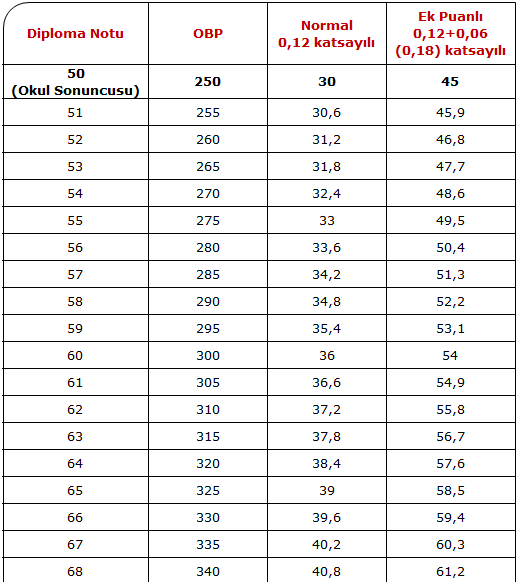 Diploma Notu OBP Normal 0,12 katsayılı Ek Puanlı 0,12+0,06 (0,18) katsayılı
50 (Okul Sonuncusu) 250 30 45
51 255 30,6 45,9
52 260 31,2 46,8
53 265 31,8 47,7
54 270 32,4 48,6
55 275 33 49,5
56 280 33,6 50,4
57 285 34,2 51,3
58 290 34,8 52,2
59 295 35,4 53,1
60 300 36 54
61 305 36,6 54,9
62 310 37,2 55,8
63 315 37,8 56,7
64 320 38,4 57,6
65 325 39 58,5
66 330 39,6 59,4
67 335 40,2 60,3
68 340 40,8 61,2